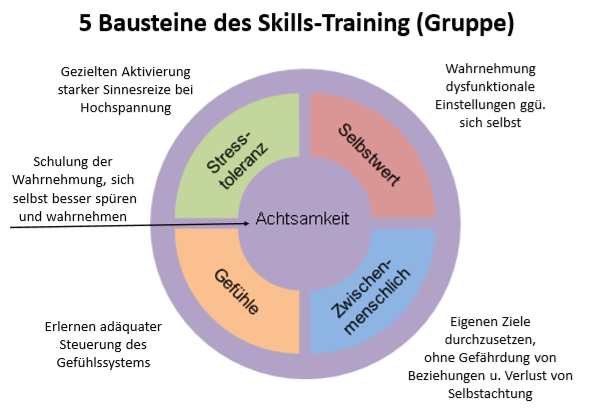 5 Bausteine des Skills-Training (Gruppe)
Gezielten Aktivierung
starker Sinnesreize bei
Hochspannung
Wahrnehmung
dysfunktionale
Einstellungen ggü.
sich selbst
Stress-
toleranz
Selbstwert
Schulung der
Wahrnehmung, sich
selbst besser spüren
und wahrnehmen
Achtsamkeit
Gefühle
Zwischen-
menschlich
Erlernen adäquater
Steuerung des
Gefühlssystems
Eigenen Ziele
durchzusetzen,
ohne Gefährdung von
Beziehungen u. Verlust von
Selbstachtung